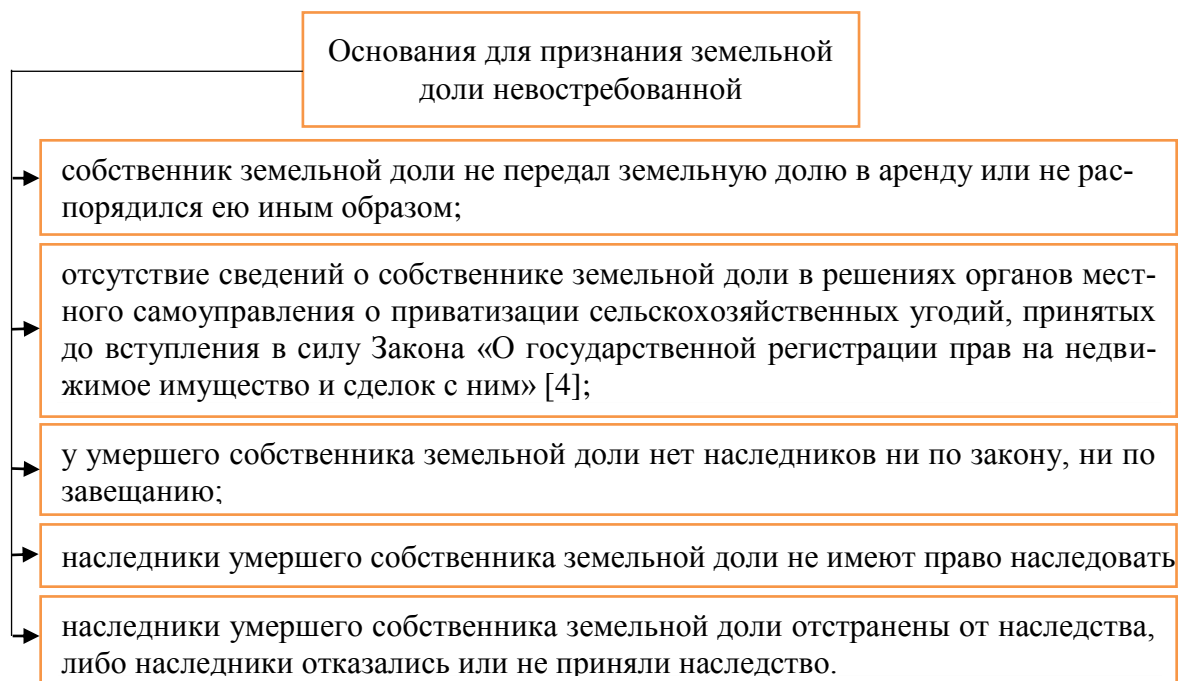 Основания для признания земельной
доли невостребованной
собственник земельной доли не передал земельную долю в аренду или не рас-
порядился ею иным образом;
отсутствие сведений о собственнике земельной доли в решениях органов мест-
ного самоуправления о приватизации сельскохозяйственных угодий, принятых
до вступления в силу Закона «О государственной регистрации прав на недви-
жимое имущество и сделок с ним» [4];
у умершего собственника земельной доли нет наследников ни по закону, ни по
завещанию;
наследники умершего собственника земельной доли не имеют право наследовать
наследники умершего собственника земельной доли отстранены от наследства,
либо наследники отказались или не приняли наследство.